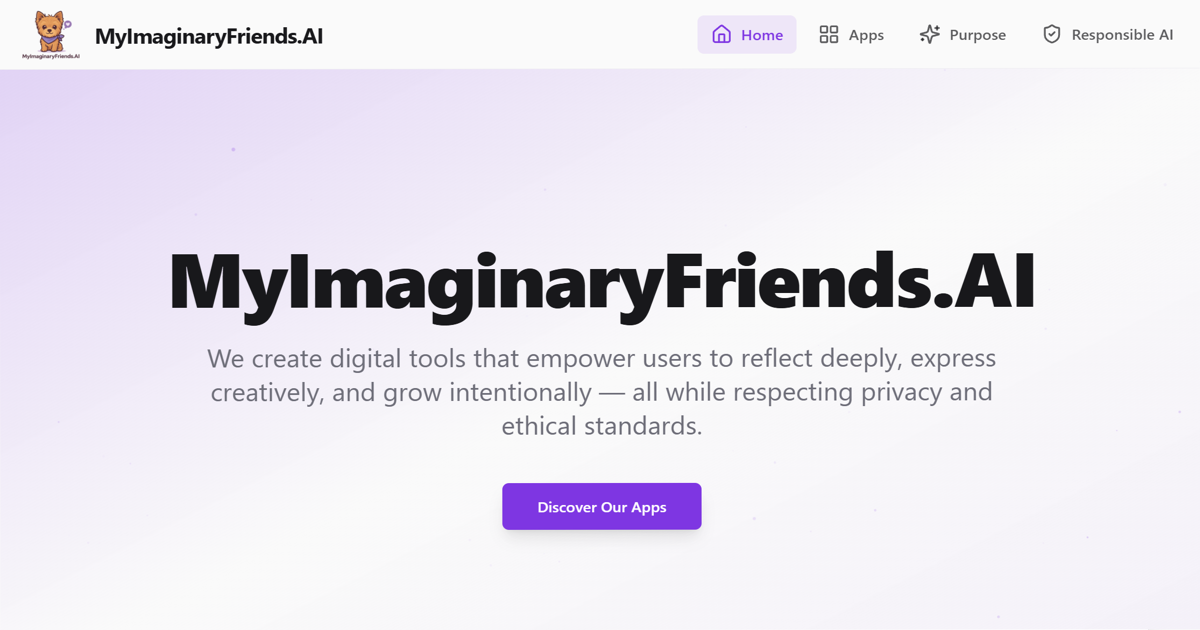 MyImaginaryFriends.AI
MyImaginaryFriends.AI
Home
Apps
Purpose
Responsible AI
MyImaginaryFriends.AI
We create digital tools that empower users to reflect deeply, express
creatively, and grow intentionally — all while respecting privacy and
ethical standards.
Discover Our Apps